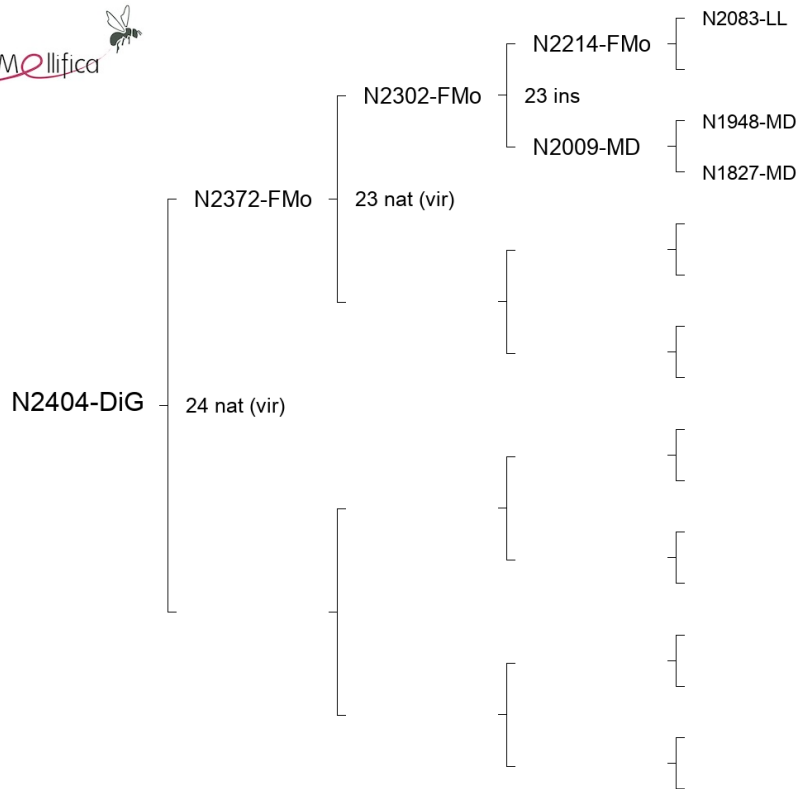 Mellifica
N2083-LL
N2214-FMo
N2302-FMo
23 ins
N1948-MD
N2009-MD
N1827-MD
N2372-FMo
23 nat (vir)
N2404-DiG
24 nat (vir)